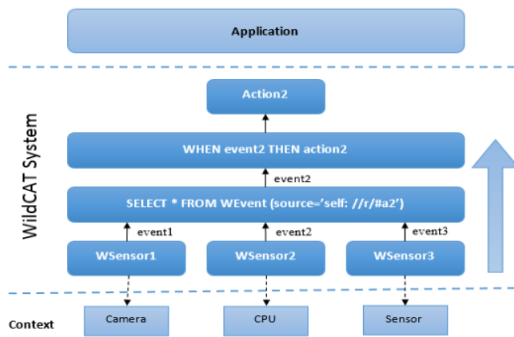 Application
WildCAT System
Action2
WHEN event2 THEN action2
event2
SELECT * FROM WEvent (source='self: //r/#a2')
event1
event2
event3
WSensor1
WSensor2
WSensor3
Context
Camera
CPU
Sensor